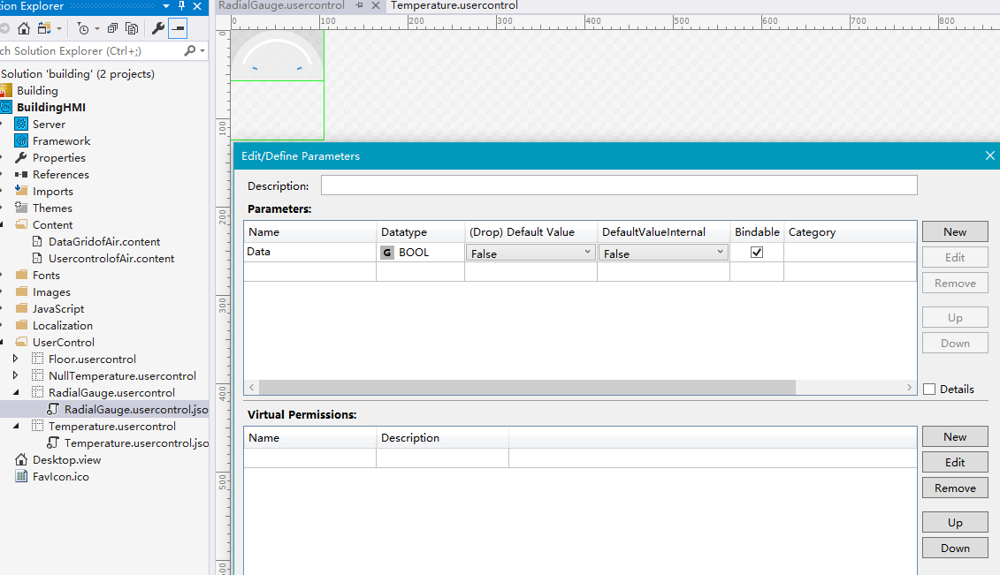 ion Explorer
RadialGauge.usercontrol
Temperature.usercontrol
ch Solution Explorer (Ctrl+;)
Solution 'building' (2 projects)
Building
BuildingHMI
Server
Framework
Properties
References
Imports
Themes
Content
DataGridofAir.content
UsercontrolofAir.content
Fonts
Images
JavaScript
Localization
UserControl
Floor.usercontrol
NullTemperature.usercontrol
RadialGauge.usercontrol
RadialGauge.usercontrol.jso
Temperature.usercontrol
Temperature.usercontrol.jso
Desktop.view
FavIcon.ico
0 100 200 300 400 500 600 700 800
0
100
200
300
400
500
600
Edit/Define Parameters
Description:
Parameters:
Name Datatype (Drop) Default Value DefaultValueInternal Bindable Category
Data G BOOL False False
New
Edit
Remove
Up
Down
Details
Virtual Permissions:
Name Description
New
Edit
Remove
Up
Down